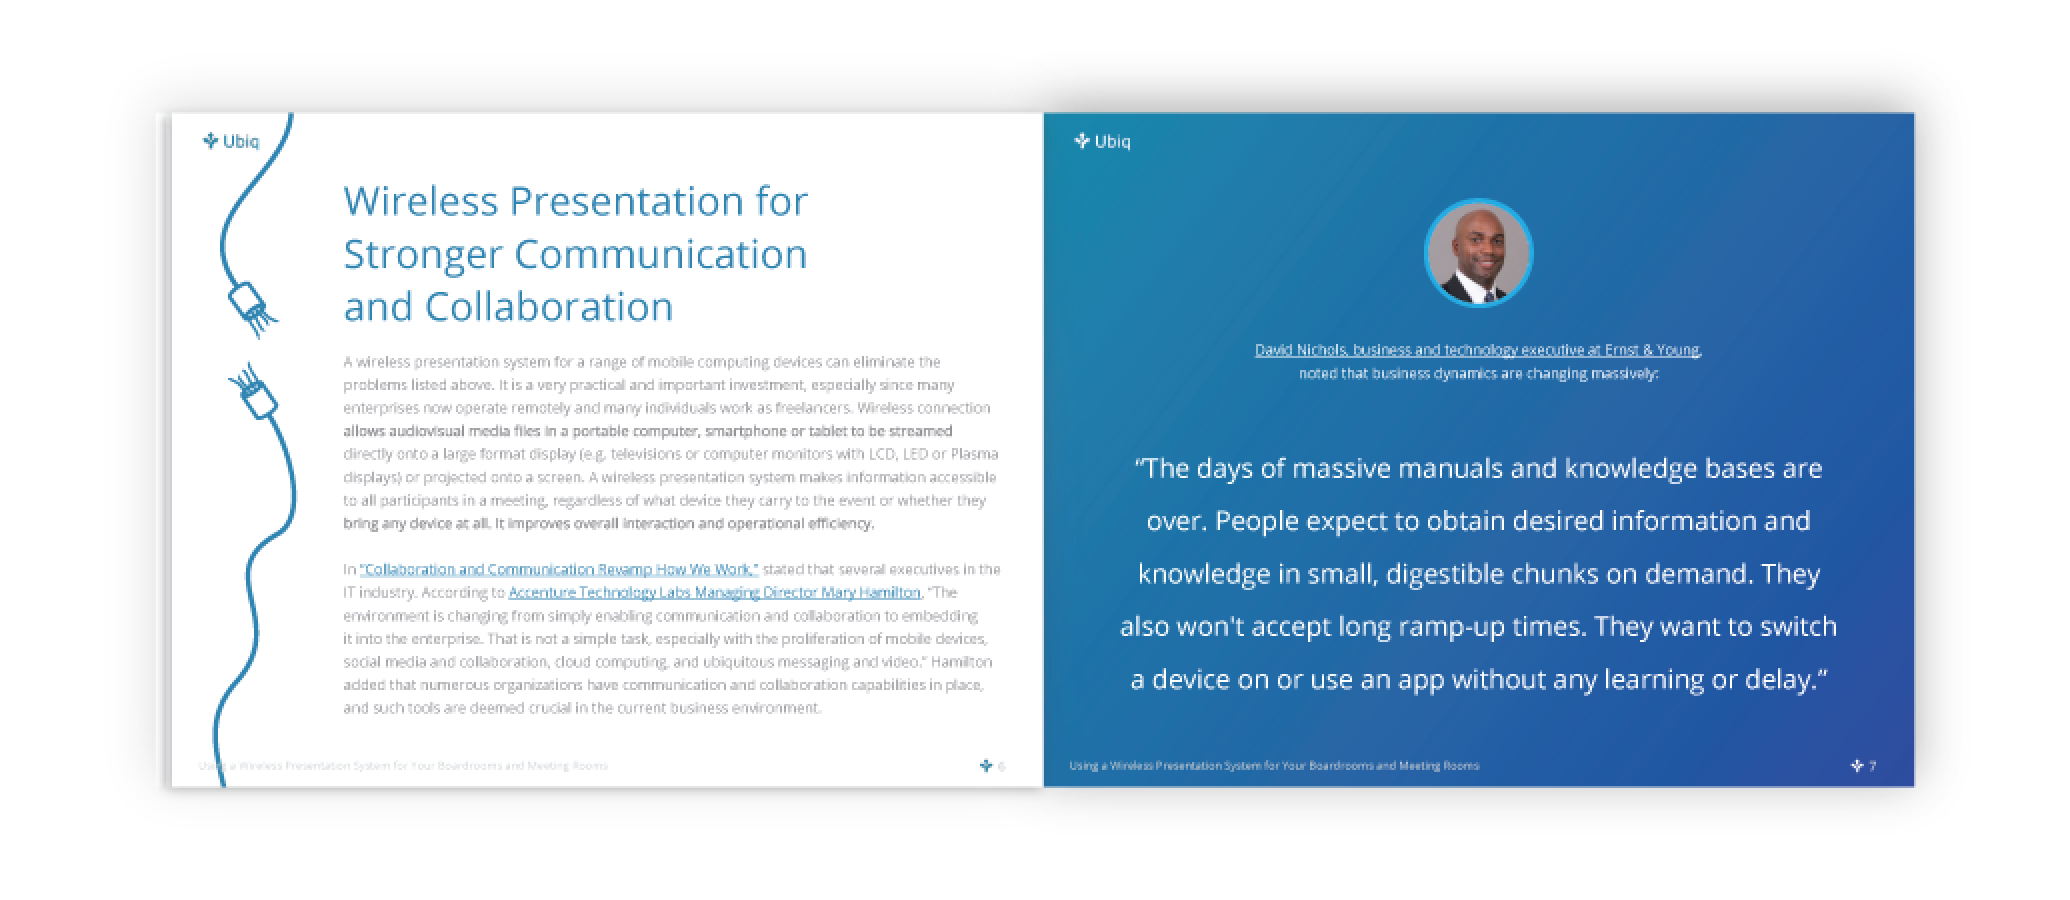 Ubiq
Wireless Presentation for
Stronger Communication
and Collaboration
A wireless presentation system for a range of mobile computing devices can eliminate the
problems listed above. It is a very practical and important investment, especially since many
enterprises now operate remotely and many individuals work as freelancers. Wireless connection
allows audiovisual media files in a portable computer, smartphone or tablet to be streamed
directly onto a large format display (e.g. televisions or computer monitors with LCD, LED or Plasma
displays) or projected onto a screen. A wireless presentation system makes information accessible
to all participants in a meeting, regardless of what device they carry to the event or whether they
bring any device at all. It improves overall interaction and operational efficiency.
In “Collaboration and Communication Revamp How We Work,” stated that several executives in the
IT industry. According to Accenture Technology Labs Managing Director Mary Hamilton, “The
environment is changing from simply enabling communication and collaboration to embedding
it into the enterprise. That is not a simple task, especially with the proliferation of mobile devices,
social media and collaboration, cloud computing, and ubiquitous messaging and video.” Hamilton
added that numerous organizations have communication and collaboration capabilities in place,
and such tools are deemed crucial in the current business environment.
Using a Wireless Presentation System for Your Boardrooms and Meeting Rooms
6
Ubiq
David Nichols, business and technology executive at Ernst & Young,
noted that business dynamics are changing massively:
“The days of massive manuals and knowledge bases are
over. People expect to obtain desired information and
knowledge in small, digestible chunks on demand. They
also won't accept long ramp-up times. They want to switch
a device on or use an app without any learning or delay.”
Using a Wireless Presentation System for Your Boardrooms and Meeting Rooms
7